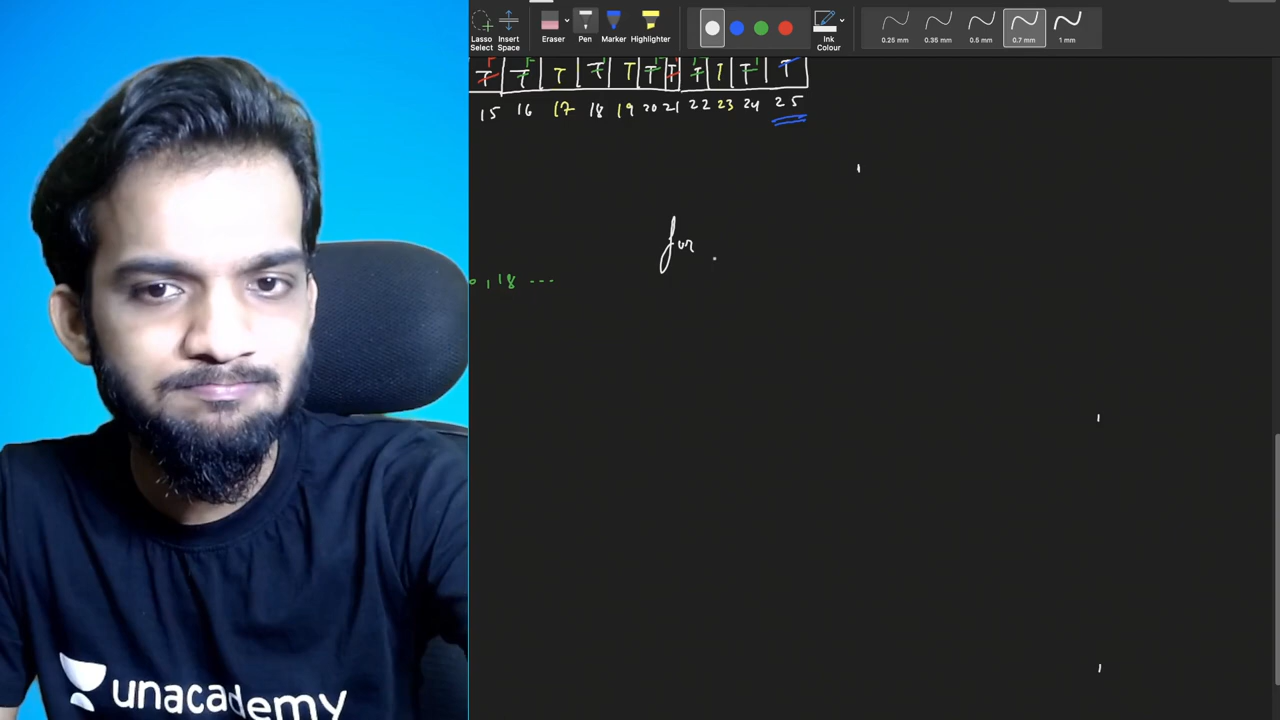 Lasso Select Insert Space Eraser Pen Marker Highlighter Ink Colour 0.25 mm 0.35 mm 0.5 mm 0.7 mm 1 mm
T T T T T T T T T T T
15 16 17 18 19 20 21 22 23 24 25
for
, 18 ---
unacademy